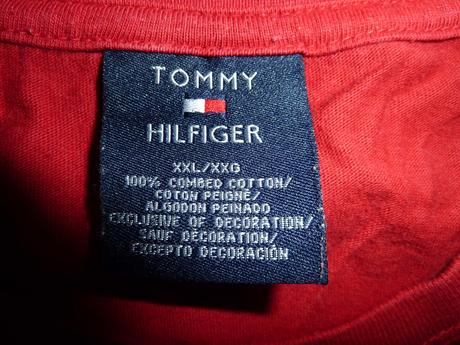 TOMMY
HILFIGER
XXL/XXG
100% COMBED COTTON/
COTON PEIGNÉ/
ALGODON PEINADO
EXCLUSIVE OF DECORATION/
SAUF DÉCORATION/
EXCEPTO DECORACIÓN